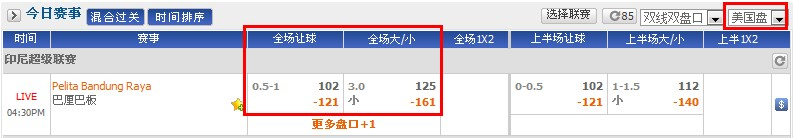 今日赛事 混合过关 时间排序 选择联赛 85 双线双盘口 美国盘
时间 赛事 全场让球 全场大/小 全场1X2 上半场让球 上半场大/小 上半1X2
印尼超级联赛
Pelita Bandung Raya 0.5-1 102 3.0 125 0-0.5 102 1-1.5 112
LIVE 巴厘巴板 -121 小 -161 -121 小 -140 $
04:30PM
更多盘口+1